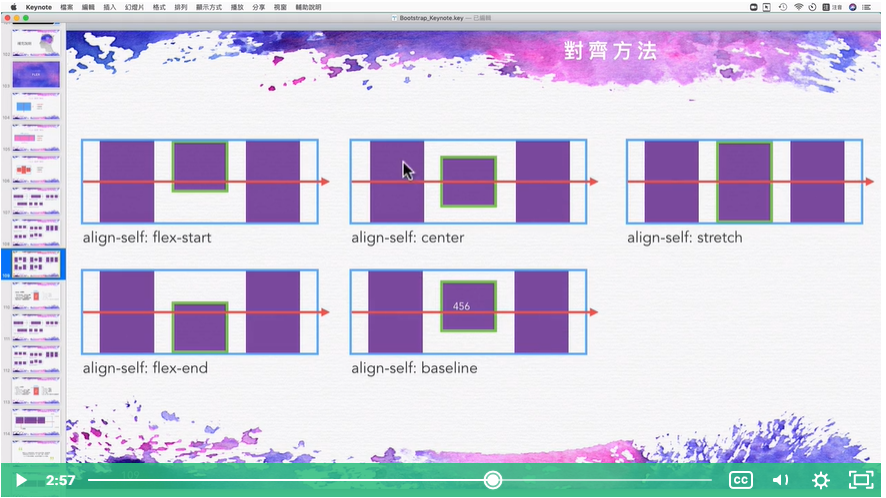 Keynote 檔案 編輯 插入 幻燈片 格式 排列 顯示方式 播放 分享 視窗 輔助說明
注音
Bootstrap_Keynote.key — 已編輯
對齊方法
align-self: flex-start
align-self: center
align-self: stretch
456
align-self: flex-end
align-self: baseline
2:57
CC